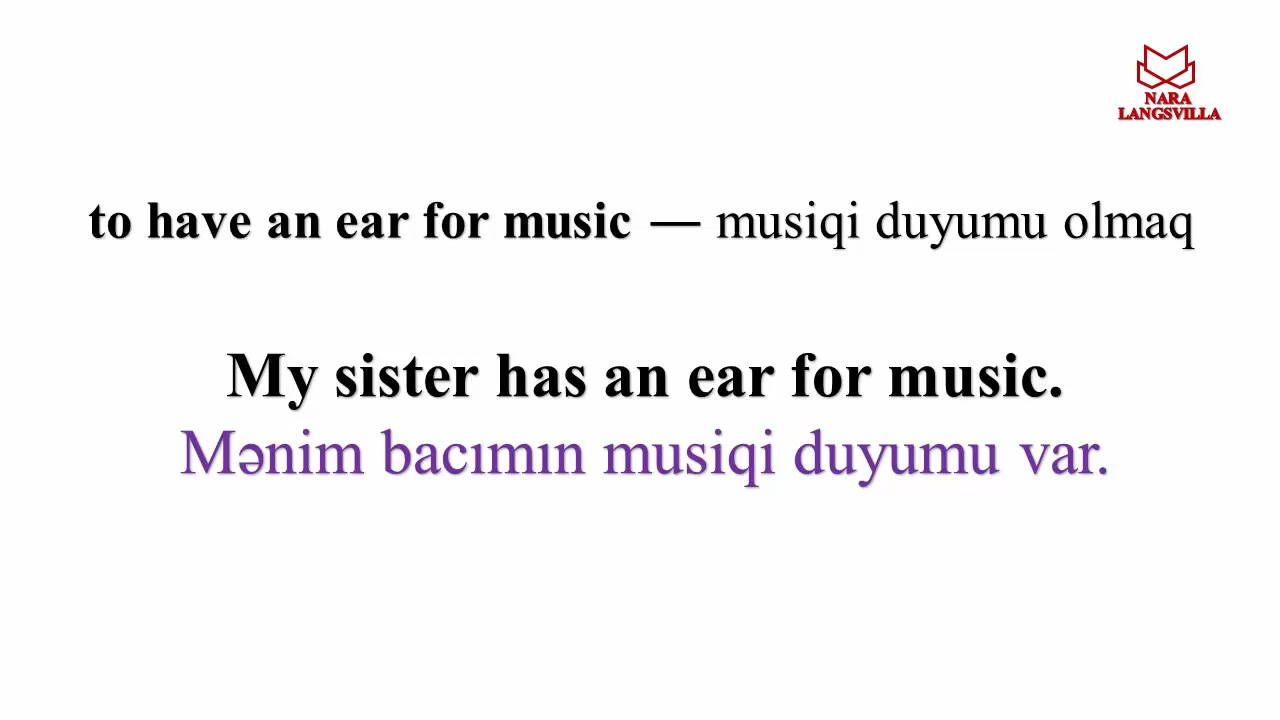 NARA
LANGSVILLA
to have an ear for music — musiqi duyumu olmaq
My sister has an ear for music.
Mənim bacımın musiqi duyumu var.